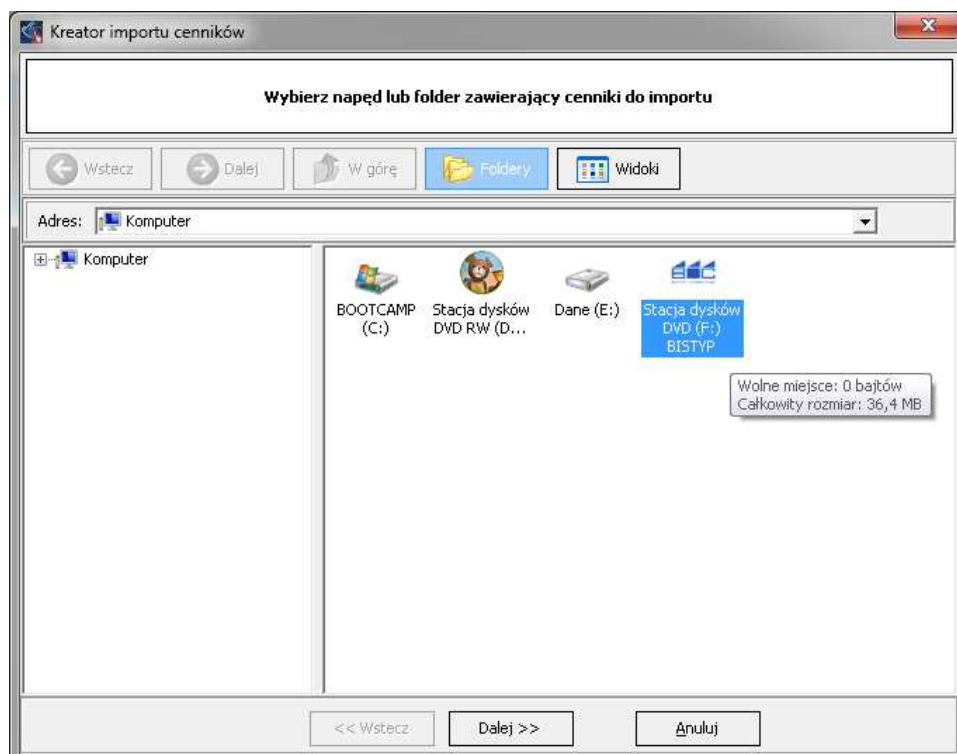 Kreator importu cenników
Wybierz napęd lub folder zawierający cenniki do importu
Wstecz
Dalej
W górę
Foldery
Widoki
Adres:
Komputer
Komputer
BOOTCAMP
(C:)
Stacja dysków
DVD RW (D...
Dane (E:)
Stacja dysków
DVD (F:)
BISTYP
Wolne miejsce: 0 bajtów
Całkowity rozmiar: 36,4 MB
<< Wstecz
Dalej >>
Anuluj